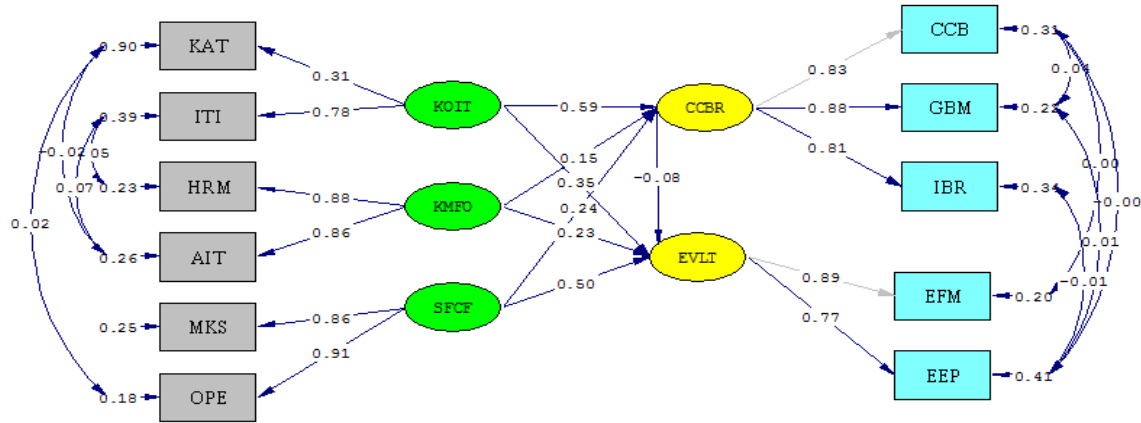 0.90 KAT
0.39 ITI
0.23 HRM
0.26 AIT
0.25 MKS
0.18 OPE
-0.02
05
0.07
0.02
0.31
0.78
0.88
0.86
0.86
0.91
KOIT
KMFO
SFCF
0.59
0.15
0.35
0.24
0.23
0.50
-0.08
CCBR
EVLT
0.83
0.88
0.81
0.89
0.77
CCB 0.31
GBM
IBR
EFM 0.20
EEP 0.41
0.04
0.00
-0.00
0.01
-0.01